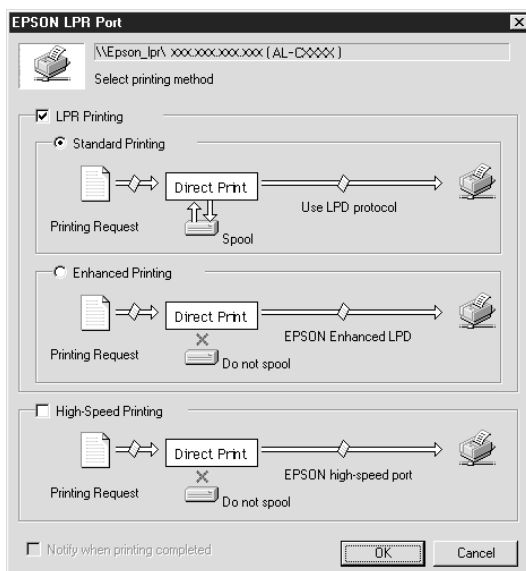 EPSON LPR Port
\\Epson_lpr\ xxx.xxx.xxx.xxx ( AL-CXXXX )
Select printing method
LPR Printing
Standard Printing
Direct Print
Use LPD protocol
Printing Request
Spool
Enhanced Printing
Direct Print
EPSON Enhanced LPD
Printing Request
Do not spool
High-Speed Printing
Direct Print
EPSON high-speed port
Printing Request
Do not spool
Notify when printing completed
OK
Cancel